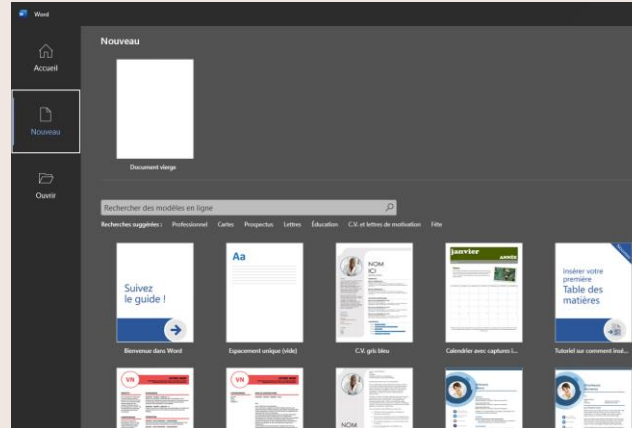 Word
Nouveau
Accueil
Nouveau
Ouvrir
Document vierge
Rechercher des modèles en ligne
Recherches suggérées : Professionnel Cartes Prospectus Lettres Éducation C.V. et lettres de motivation Fête
Suivez
le guide !
Aa
NOM
ICI
janvier
ANNÉE
Insérer votre
première
Table des
matières
Nouveau
Bienvenue dans Word
Espacement unique (vide)
C.V. gris bleu
Calendrier avec captures i...
Tutoriel sur comment insé...
VN
VN
NOM